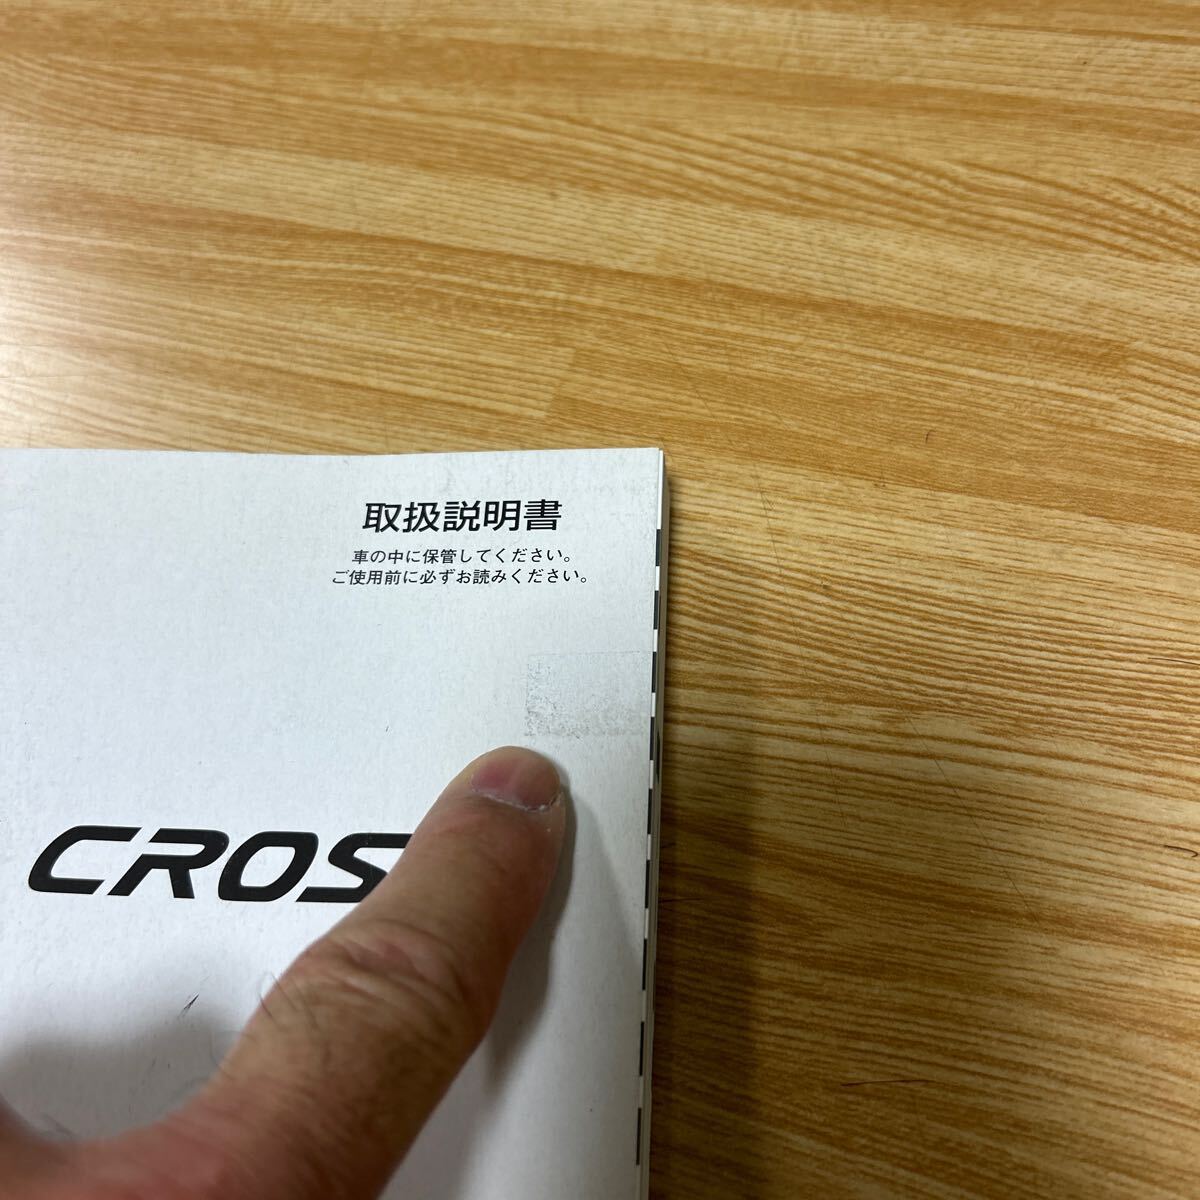 取扱説明書
車の中に保管してください。
ご使用前に必ずお読みください。
CROS